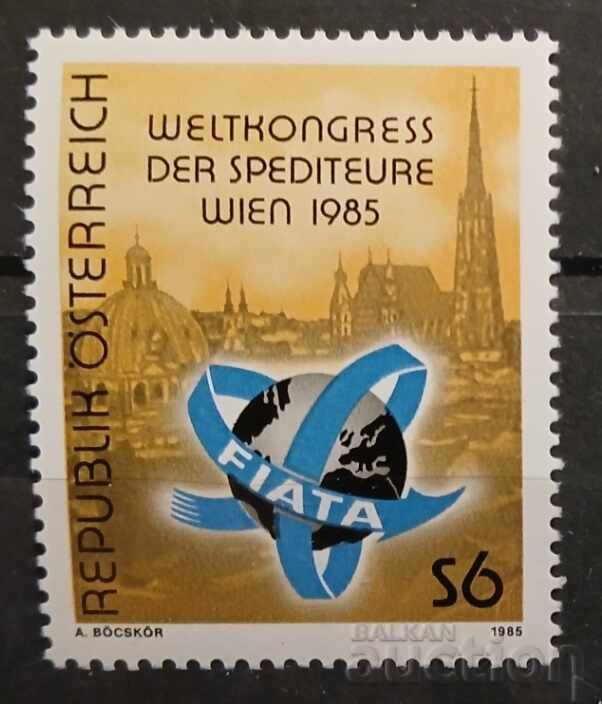 REPUBLIK ÖSTERREICH
WELTKONGRESS
DER SPEDITEURE
WIEN 1985
FIATA
S6
A. BÖCSKÖR
1985
BALKAN
auction